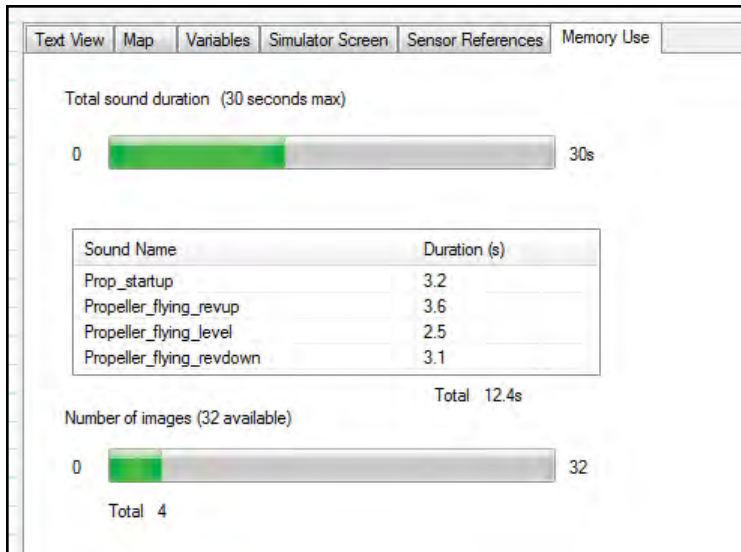 Text View Map Variables Simulator Screen Sensor References Memory Use
Total sound duration (30 seconds max)
0 30s
Sound Name Duration (s)
Prop_startup 3.2
Propeller_flying_revup 3.6
Propeller_flying_level 2.5
Propeller_flying_revdown 3.1
Total 12.4s
Number of images (32 available)
0 32
Total 4